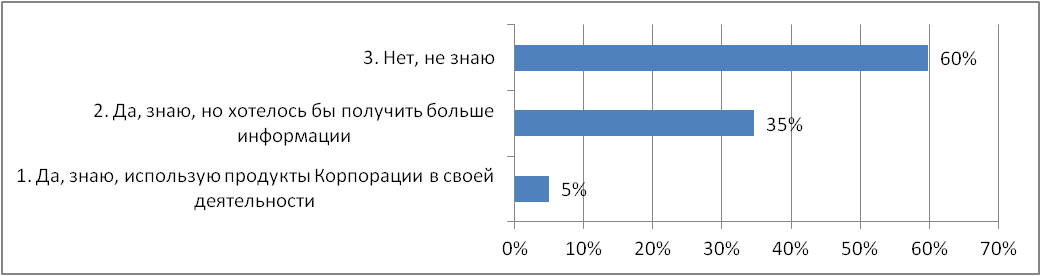 3. Нет, не знаю
60%
2. Да, знаю, но хотелось бы получить больше
информации
35%
1. Да, знаю, использую продукты Корпорации в своей
деятельности
5%
0% 10% 20% 30% 40% 50% 60% 70%